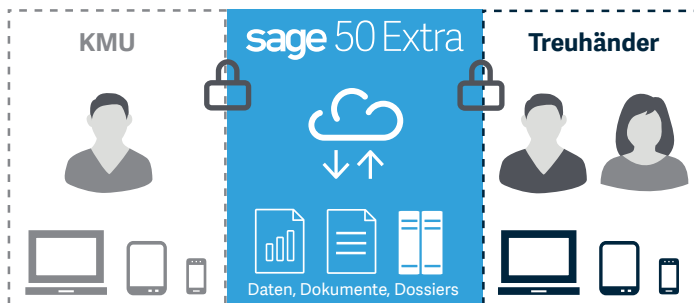 KMU
sage 50 Extra
Treuhänder
Daten, Dokumente, Dossiers